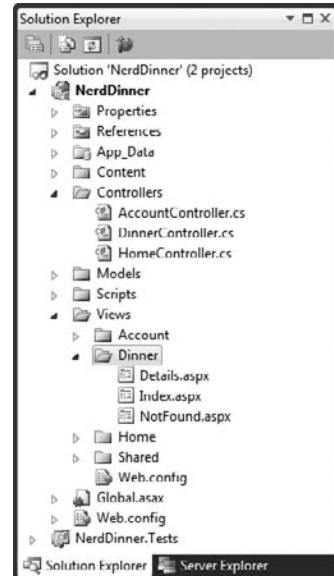 Solution Explorer
Solution 'NerdDinner' (2 projects)
NerdDinner
Properties
References
App_Data
Content
Controllers
AccountController.cs
DinnerController.cs
HomeController.cs
Models
Scripts
Views
Account
Dinner
Details.aspx
Index.aspx
NotFound.aspx
Home
Shared
Web.config
Global.asax
Web.config
NerdDinner.Tests
Solution Explorer Server Explorer